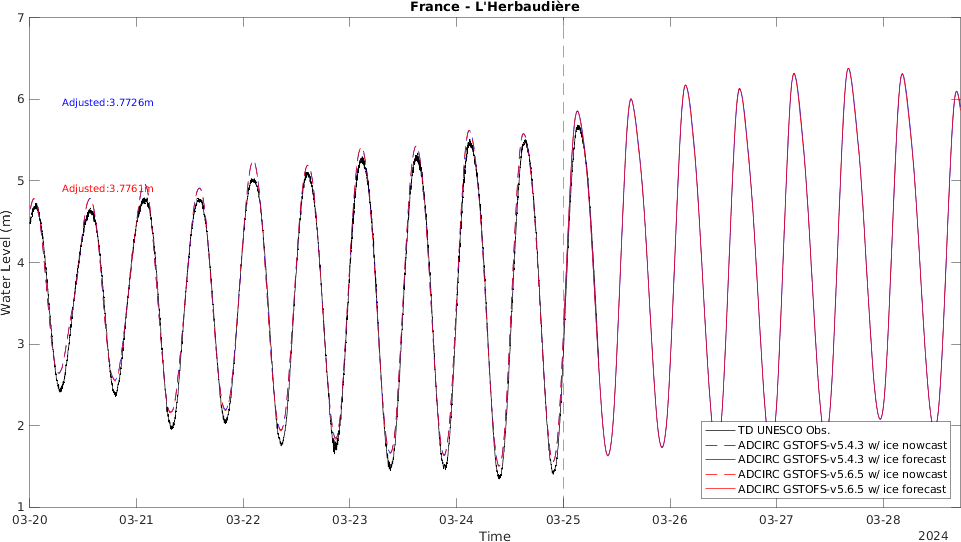 France - L'Herbaudière
7
6
5
4
3
2
1
Water Level (m)
Adjusted:3.7726m
Adjusted:3.7761m
TD UNESCO Obs.
ADCIRC GSTOFS-v5.4.3 w/ ice nowcast
ADCIRC GSTOFS-v5.4.3 w/ ice forecast
ADCIRC GSTOFS-v5.6.5 w/ ice nowcast
ADCIRC GSTOFS-v5.6.5 w/ ice forecast
03-20 03-21 03-22 03-23 03-24 03-25 03-26 03-27 03-28
Time
2024